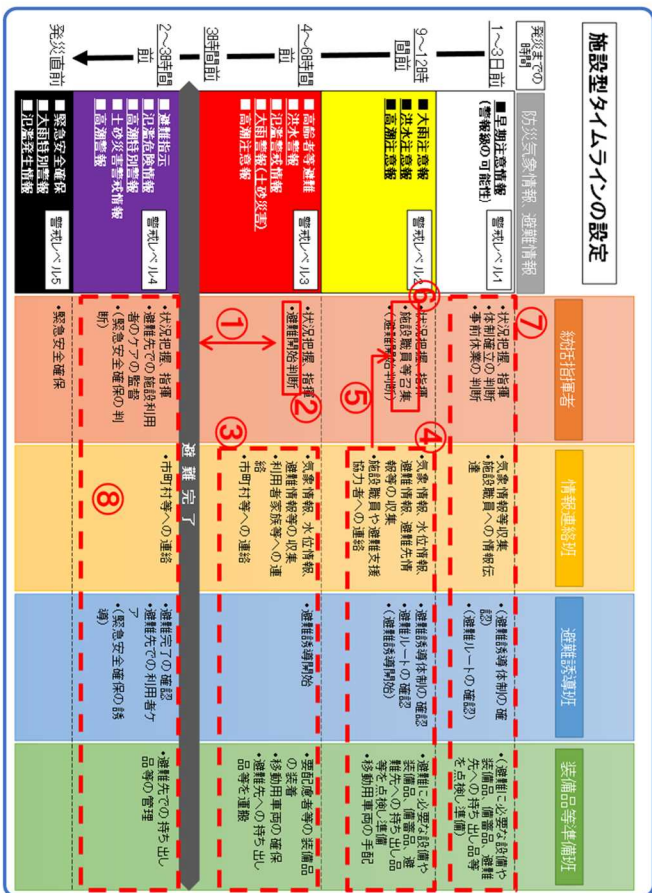 施設型タイムラインの設定
発災までの
時間
防災気象情報、避難情報
統括指揮者
情報連絡班
避難誘導班
装備品等準備班
1～3日前
■早期注意情報
(警報級の可能性)
警戒レベル1
⑦
•状況把握、指揮
•体制確立の判断
•事前休業の判断
•気象情報等収集
•施設職員への情報伝
達
•(避難誘導体制の確
認)
•(避難ルートの確認)
•(避難に必要な設備や
装備品、備蓄品、避難
先への持ち出し品等
を点検し準備)
9～12時
間前
■大雨注意報
■洪水注意報
■高潮注意報
警戒レベル2
⑥
•状況把握、指揮
•施設職員等召集
•(避難開始判断)
⑤
④
•気象情報、水位情報、
避難情報、避難先情
報等の収集
•施設職員や避難支援
協力者への連絡
•避難誘導体制の確認
•避難ルートの確認
•(避難誘導開始)
•避難に必要な設備や
装備品、備蓄品、避
難先への持ち出し品
等を点検し準備
•移動用車両の手配
4～6時間
前
■高齢者等避難
■洪水警報
■氾濫警戒情報
■大雨警報(土砂災害)
■高潮注意報
警戒レベル3
•状況把握、指揮
•避難開始判断
②
①
③
•気象情報、水位情報、
避難情報等の収集
•利用者家族等への連
絡
•市町村等への連絡
•避難誘導開始
•要配慮者等の装備品
の装着
•移動用車両の確保
•避難先への持ち出し
品等を運搬
3時間前
避難完了
2～3時間
前
■避難指示
■氾濫危険情報
■高潮特別警報
■土砂災害警戒情報
■高潮警報
警戒レベル4
•状況把握、指揮
•避難先での施設利用
者のケアの監督
•(緊急安全確保の判
断)
⑧
•市町村等への連絡
•避難完了の確認
•避難先での利用者ケ
ア
•(緊急安全確保の誘
導)
•避難先での持ち出し
品等の管理
発災直前
■緊急安全確保
■大雨特別警報
■氾濫発生情報
警戒レベル5
•緊急安全確保